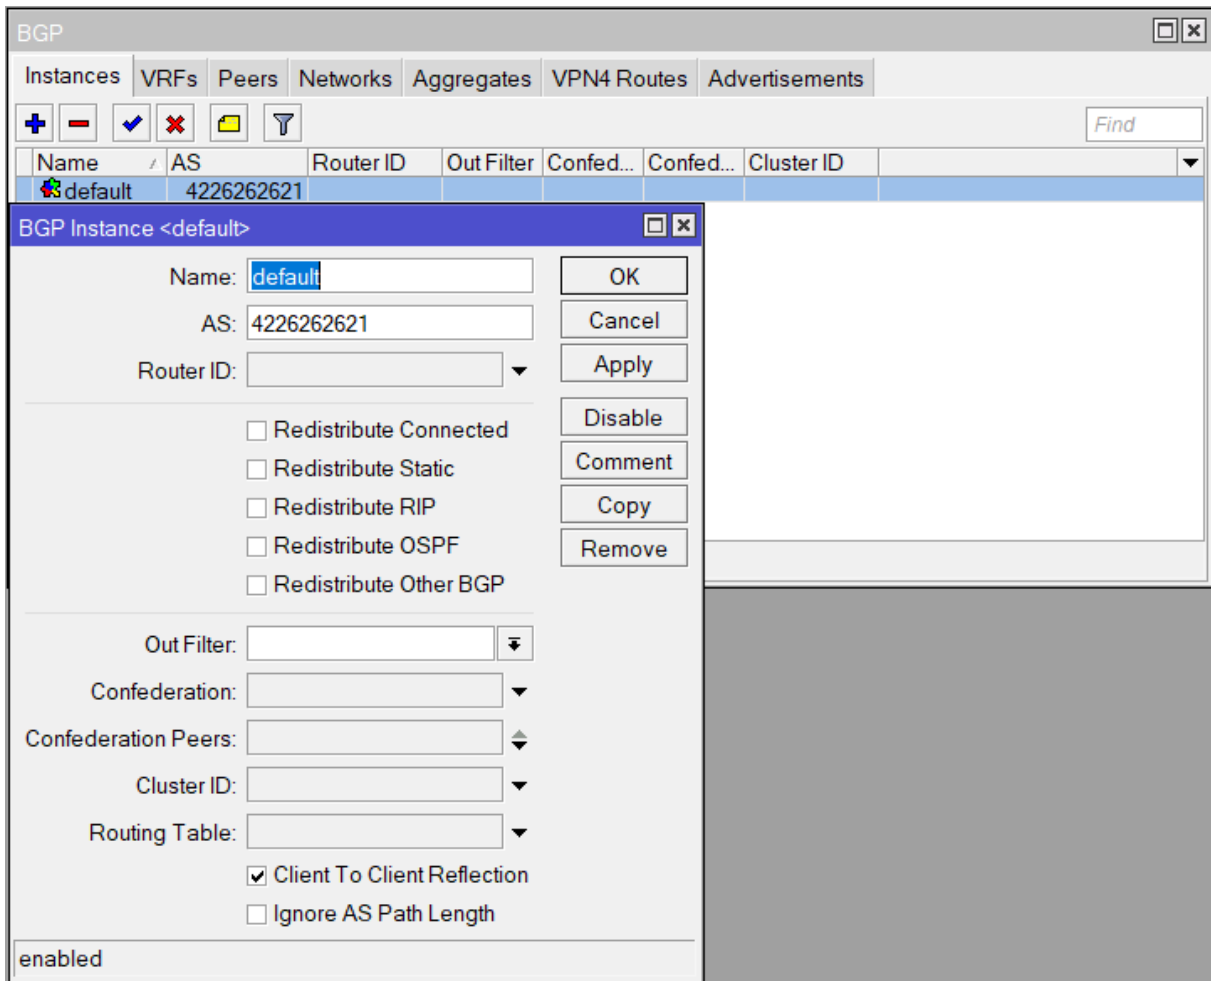 BGP
Instances VRFs Peers Networks Aggregates VPN4 Routes Advertisements
Find
Name AS Router ID Out Filter Confed... Confed... Cluster ID
default 4226262621
BGP Instance <default>
Name: default OK
AS: 4226262621 Cancel
Router ID: Apply
Redistribute Connected Disable
Redistribute Static Comment
Redistribute RIP Copy
Redistribute OSPF Remove
Redistribute Other BGP
Out Filter:
Confederation:
Confederation Peers:
Cluster ID:
Routing Table:
Client To Client Reflection
Ignore AS Path Length
enabled